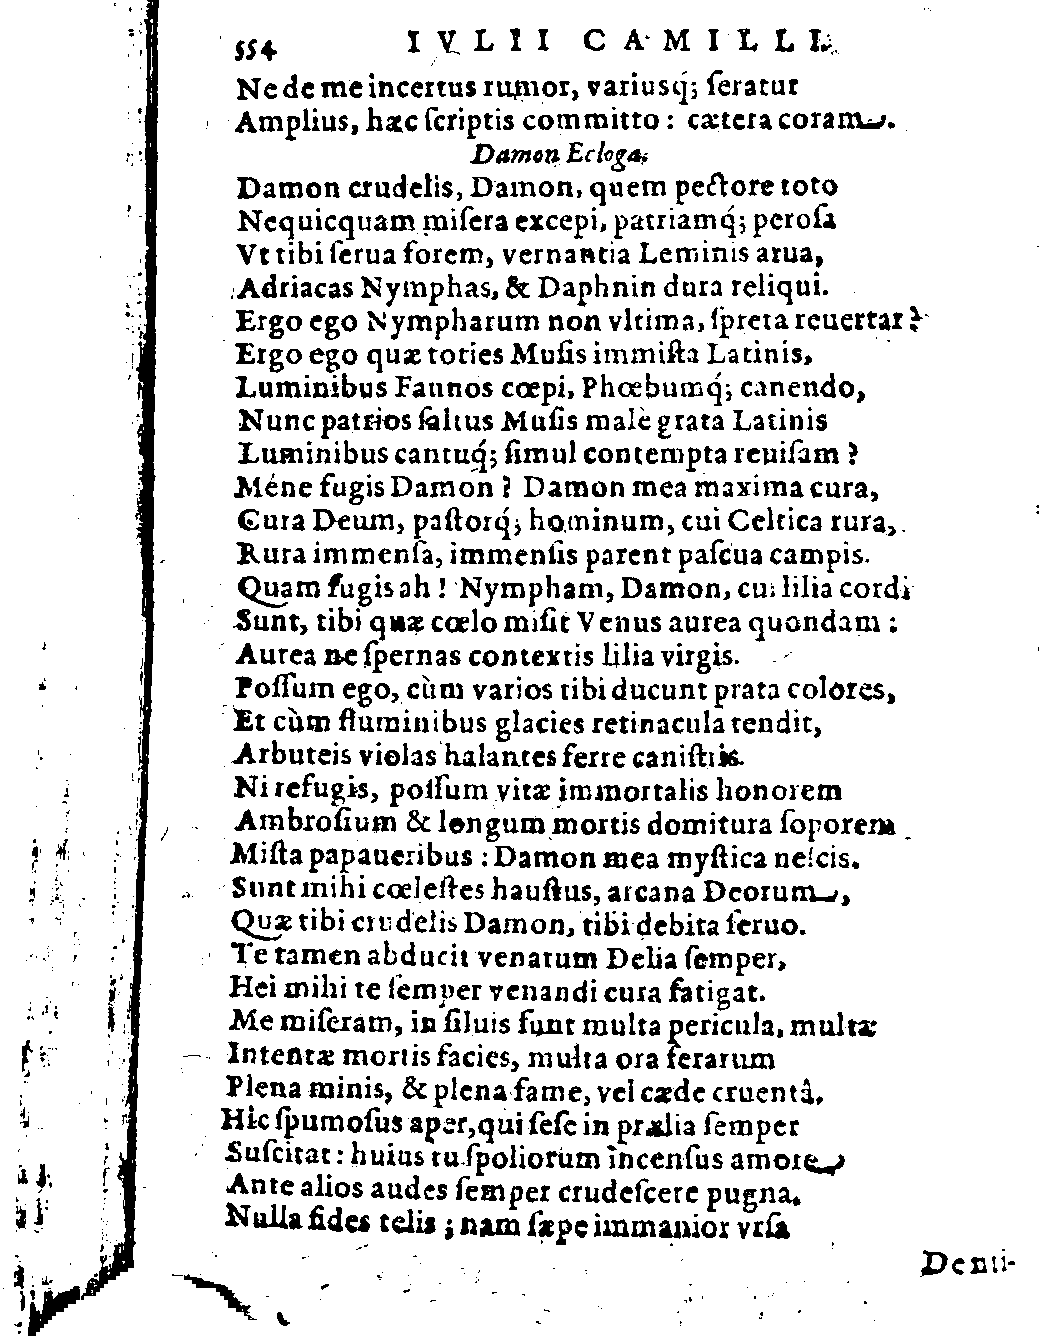 554 IVLII CAMILLI
Ne de me incertus rumor, variusq́; feratur
Amplius, hæc ſcriptis committo: cætera coram.
Damon Ecloga.
Damon crudelis, Damon, quem pectore toto
Nequicquam miſera excepi, patriamq́; peroſa
Vt tibi ſerua forem, vernantia Leminis arua,
Adriacas Nymphas, & Daphnin dura reliqui.
Ergo ego Nympharum non vltima, ſpreta reuertar?
Ergo ego quæ toties Muſis immiſta Latinis,
Luminibus Faunos cœpi, Phœbumq́; canendo,
Nunc patrios ſaltus Muſis malè grata Latinis
Luminibus cantuq́; ſimul contempta reuiſam?
Méne fugis Damon? Damon mea maxima cura,
Cura Deum, paſtorq́; hominum, cui Celtica rura,
Rura immenſa, immenſis parent paſcua campis.
Quam fugis ah! Nympham, Damon, cui lilia cordi
Sunt, tibi quæ cœlo miſit Venus aurea quondam:
Aurea ne ſpernas contextis lilia virgis.
Poſſum ego, cùm varios tibi ducunt prata colores,
Et cùm fluminibus glacies retinacula tendit,
Arbuteis violas halantes ferre caniſtris.
Ni refugis, poſſum vitæ immortalis honorem
Ambroſium & longum mortis domitura ſoporem
Miſta papaueribus: Damon mea myſtica neſcis.
Sunt mihi cœleſtes hauſtus, arcana Deorum,
Quæ tibi crudelis Damon, tibi debita ſeruo.
Te tamen abducit venatum Delia ſemper,
Hei mihi te ſemper venandi cura fatigat.
Me miſeram, in ſiluis ſunt multa pericula, multæ
Intentæ mortis facies, multa ora ferarum
Plena minis, & plena fame, vel cæde cruentâ.
Hic ſpumoſus aper, qui ſeſe in prælia ſemper
Suſcitat: huius tu ſpoliorum incenſus amore
Ante alios audes ſemper crudeſcere pugna.
Nulla fides telis; nam ſæpe immanior vrſa
Denti-